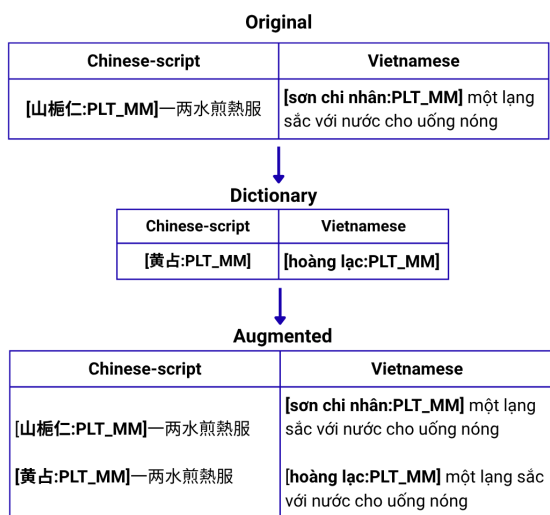 Original
Chinese-script
Vietnamese
[山栀仁:PLT_MM]一两水煎熱服
[sơn chi nhân:PLT_MM] một lạng
sắc với nước cho uống nóng
Dictionary
Chinese-script
Vietnamese
[黄占:PLT_MM]
[hoàng lạc:PLT_MM]
Augmented
Chinese-script
Vietnamese
[山栀仁:PLT_MM]一两水煎熱服
[sơn chi nhân:PLT_MM] một lạng
sắc với nước cho uống nóng
[黄占:PLT_MM]一两水煎熱服
[hoàng lạc:PLT_MM] một lạng sắc
với nước cho uống nóng